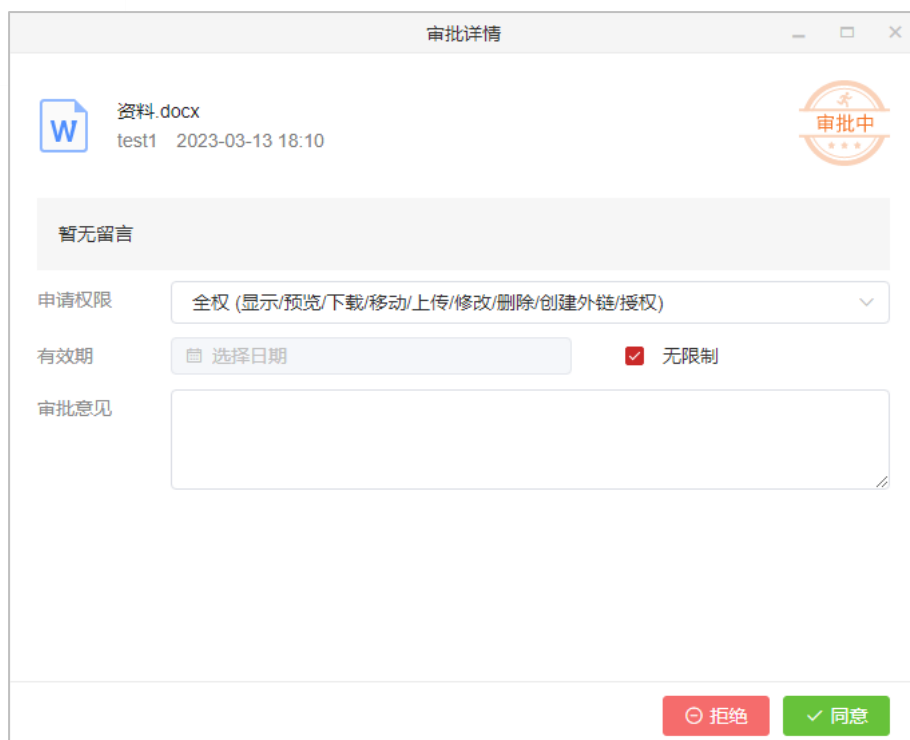 审批详情
资料.docx
test1 2023-03-13 18:10
审批中
暂无留言
申请权限 全权 (显示/预览/下载/移动/上传/修改/删除/创建外链/授权)
有效期 选择日期 无限制
审批意见
拒绝 同意